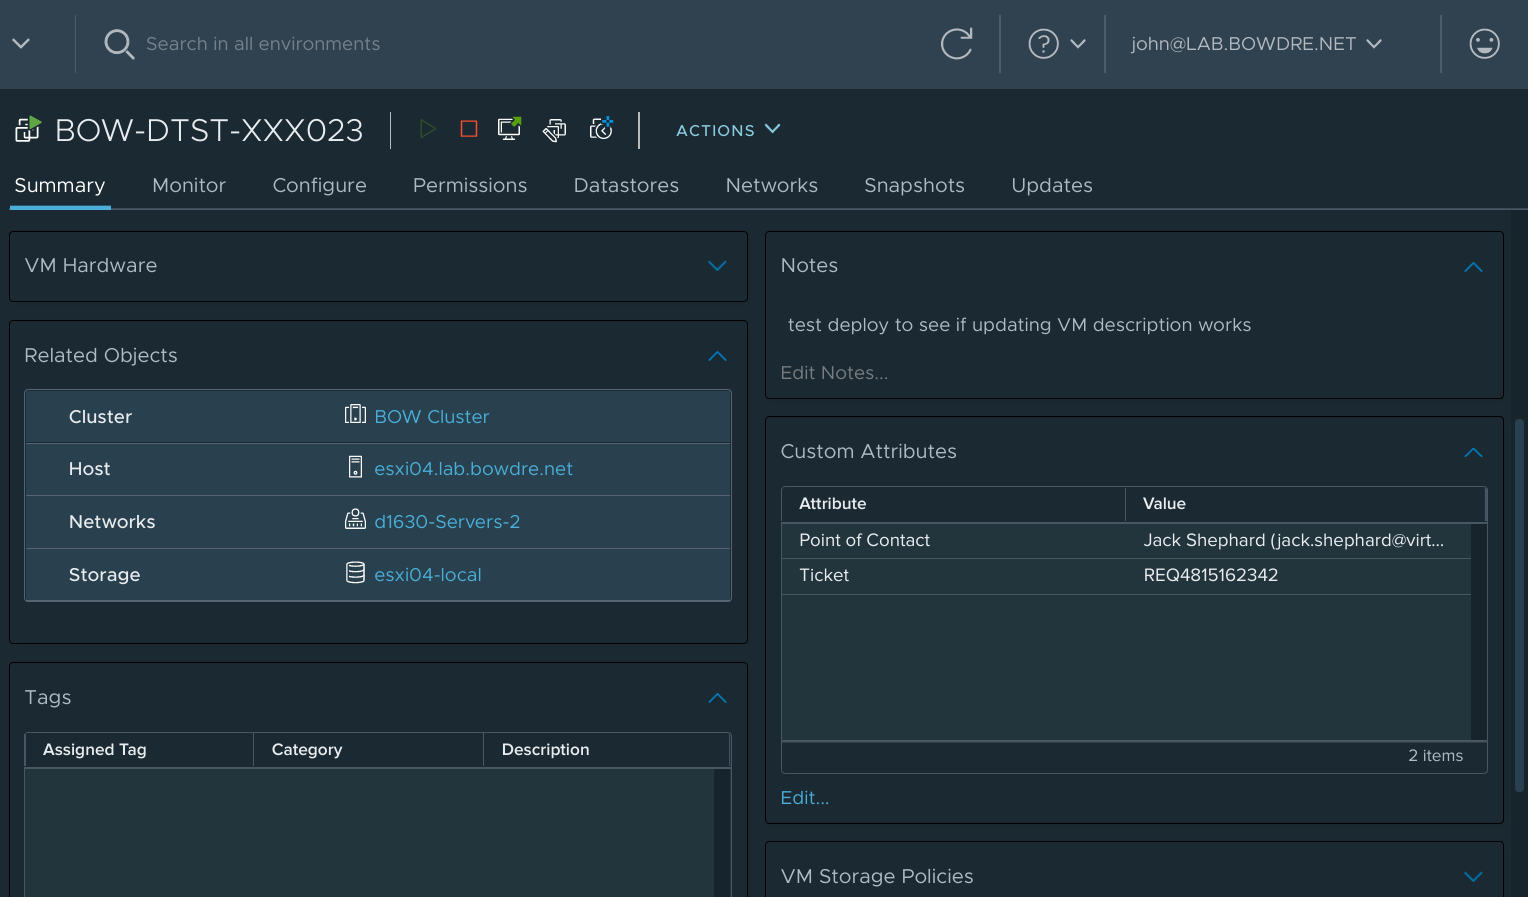 Search in all environments
john@LAB.BOWDRE.NET
BOW-DTST-XXX023
ACTIONS
Summary Monitor Configure Permissions Datastores Networks Snapshots Updates
VM Hardware
Related Objects
Cluster BOW Cluster
Host esxi04.lab.bowdre.net
Networks d1630-Servers-2
Storage esxi04-local
Tags
Assigned Tag Category Description
Notes
test deploy to see if updating VM description works
Edit Notes...
Custom Attributes
Attribute Value
Point of Contact Jack Shephard (jack.shephard@virt...
Ticket REQ4815162342
2 items
Edit...
VM Storage Policies